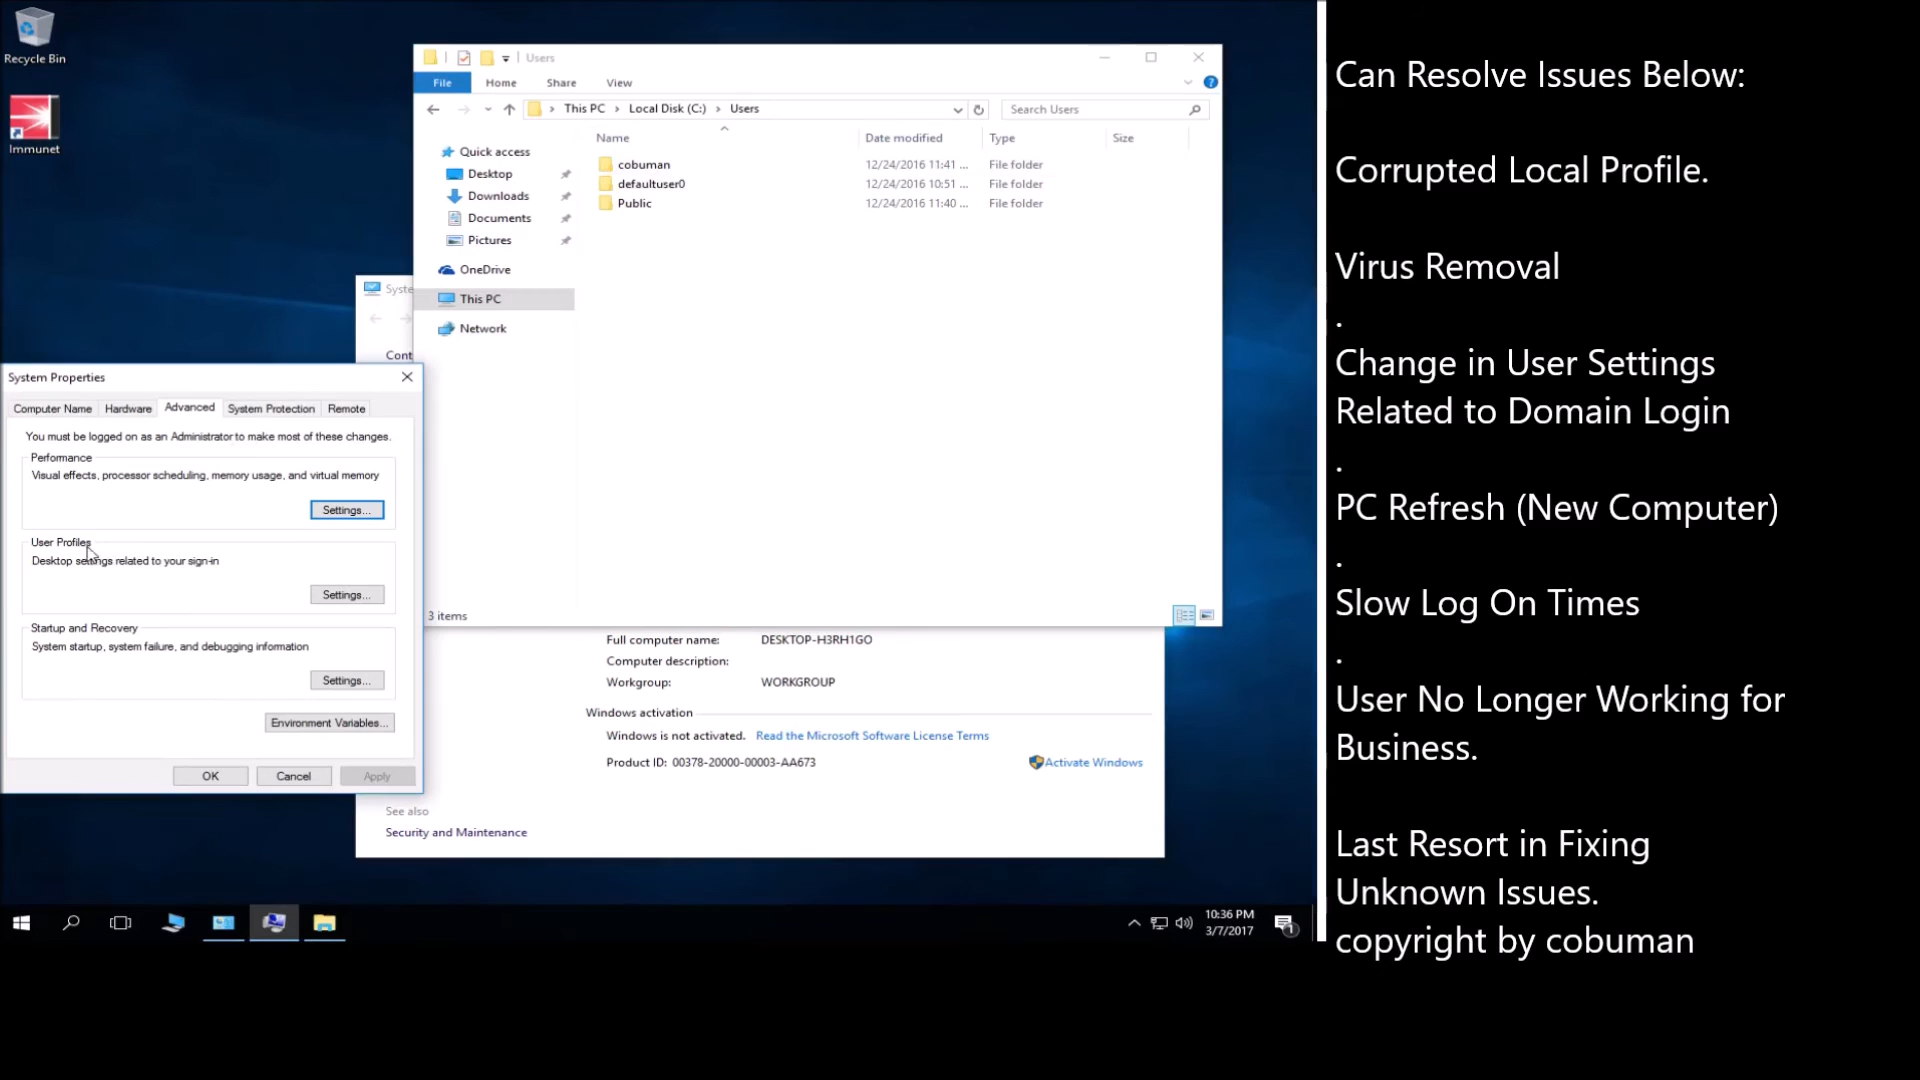 Recycle Bin
Immunet
Users
File Home Share View
This PC > Local Disk (C:) > Users
Search Users
Name Date modified Type Size
Quick access
Desktop
Downloads
Documents
Pictures
OneDrive
This PC
Network
cobuman 12/24/2016 11:41 ... File folder
defaultuser0 12/24/2016 10:51 ... File folder
Public 12/24/2016 11:40 ... File folder
3 items
Syste
Cont
System Properties
Computer Name Hardware Advanced System Protection Remote
You must be logged on as an Administrator to make most of these changes.
Performance
Visual effects, processor scheduling, memory usage, and virtual memory
Settings...
User Profiles
Desktop settings related to your sign-in
Settings...
Startup and Recovery
System startup, system failure, and debugging information
Settings...
Environment Variables...
OK Cancel Apply
Full computer name: DESKTOP-H3RH1GO
Computer description:
Workgroup: WORKGROUP
Windows activation
Windows is not activated. Read the Microsoft Software License Terms
Product ID: 00378-20000-00003-AA673
Activate Windows
See also
Security and Maintenance
10:36 PM
3/7/2017
1
Can Resolve Issues Below:
Corrupted Local Profile.
Virus Removal
.
Change in User Settings
Related to Domain Login
.
PC Refresh (New Computer)
.
Slow Log On Times
.
User No Longer Working for
Business.
Last Resort in Fixing
Unknown Issues.
copyright by cobuman